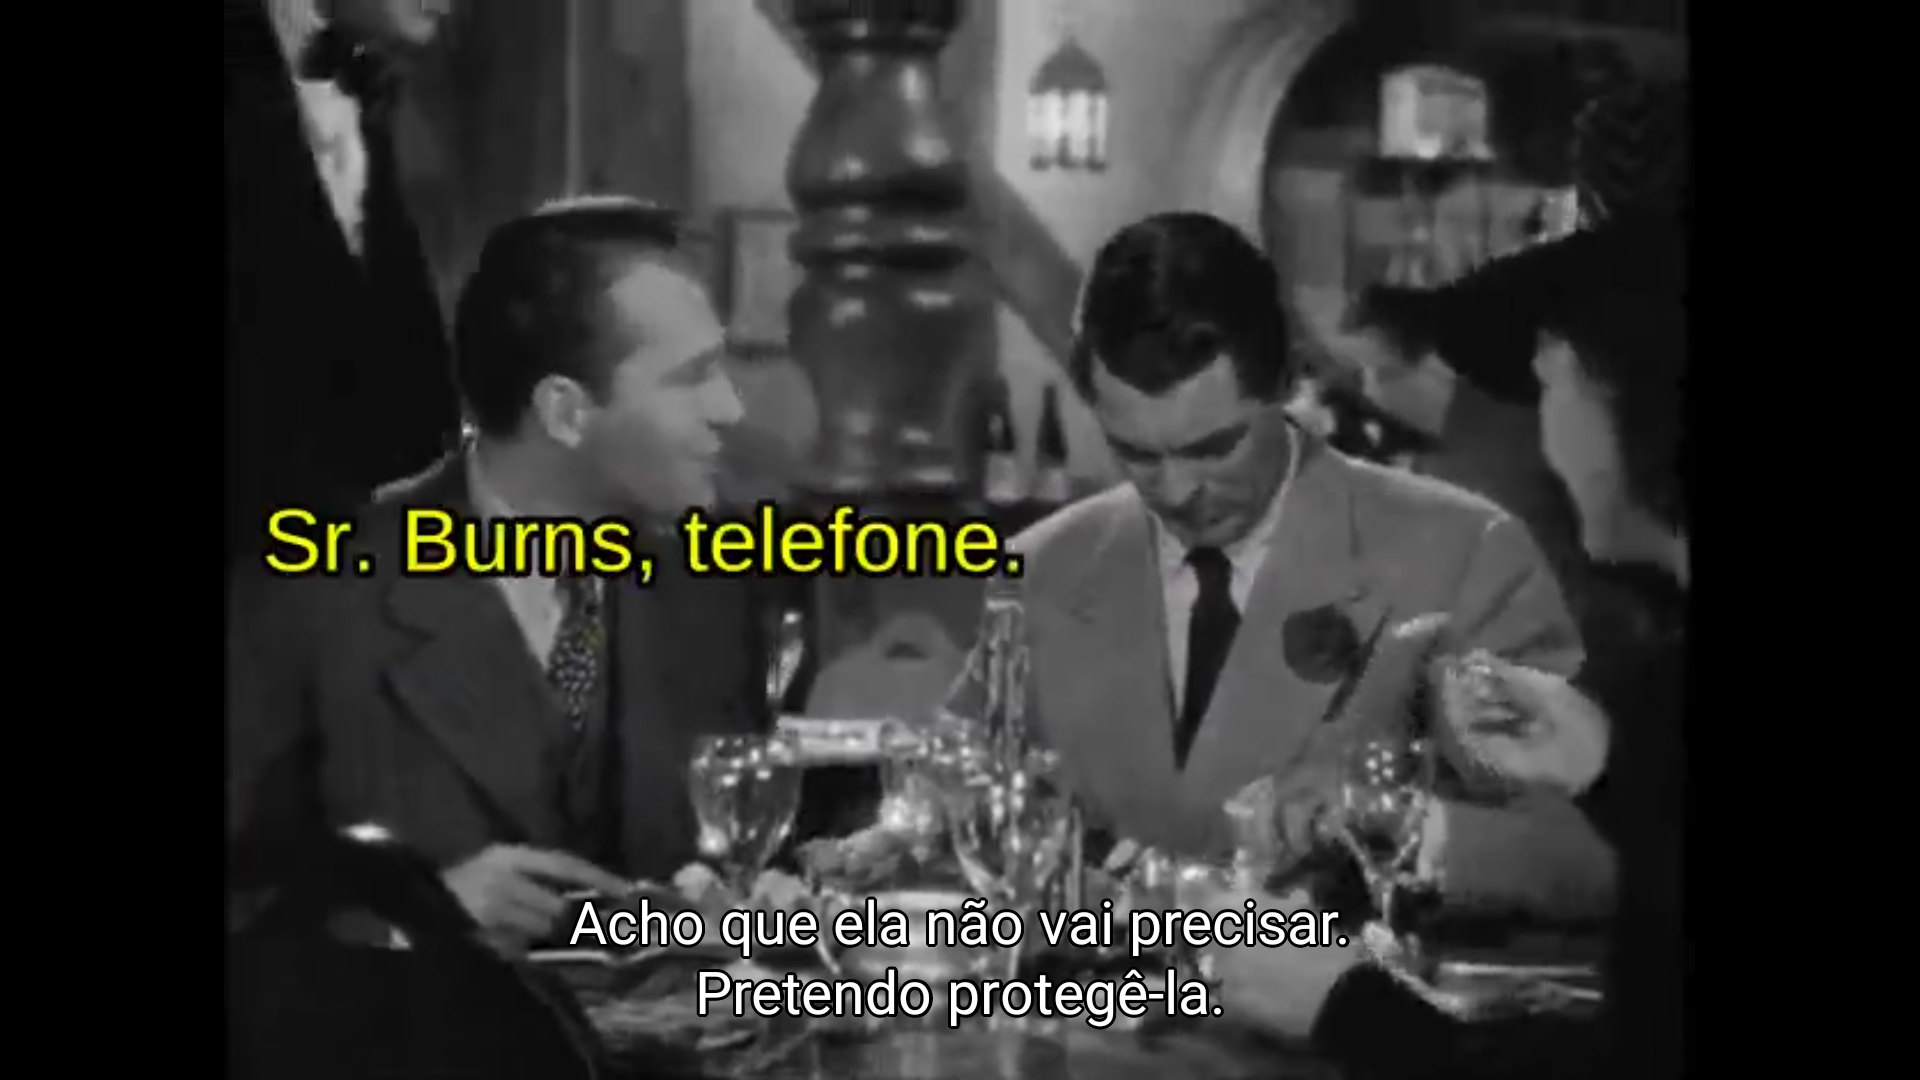 Sr. Burns, telefone.
Acho que ela não vai precisar.
Pretendo protegê-la.